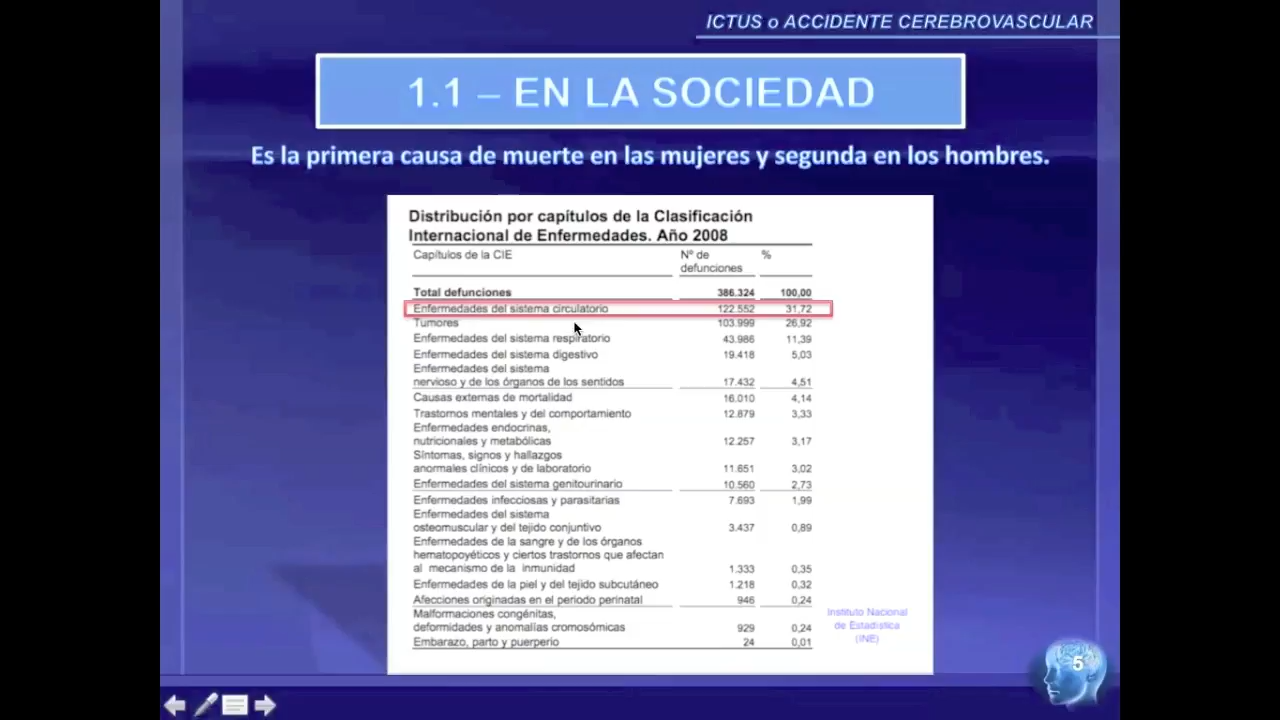 ICTUS o ACCIDENTE CEREBROVASCULAR
1.1 – EN LA SOCIEDAD
Es la primera causa de muerte en las mujeres y segunda en los hombres.
Distribución por capítulos de la Clasificación
Internacional de Enfermedades. Año 2008
Capítulos de la CIE Nº de %
defunciones
Total defunciones 386.324 100,00
Enfermedades del sistema circulatorio 122.552 31,72
Tumores 103.999 26,92
Enfermedades del sistema respiratorio 43.986 11,39
Enfermedades del sistema digestivo 19.418 5,03
Enfermedades del sistema
nervioso y de los órganos de los sentidos 17.432 4,51
Causas externas de mortalidad 16.010 4,14
Trastornos mentales y del comportamiento 12.879 3,33
Enfermedades endocrinas,
nutricionales y metabólicas 12.257 3,17
Síntomas, signos y hallazgos
anormales clínicos y de laboratorio 11.651 3,02
Enfermedades del sistema genitourinario 10.560 2,73
Enfermedades infecciosas y parasitarias 7.693 1,99
Enfermedades del sistema
osteomuscular y del tejido conjuntivo 3.437 0,89
Enfermedades de la sangre y de los órganos
hematopoyéticos y ciertos trastornos que afectan
al mecanismo de la inmunidad 1.333 0,35
Enfermedades de la piel y del tejido subcutáneo 1.218 0,32
Afecciones originadas en el periodo perinatal 946 0,24
Malformaciones congénitas,
deformidades y anomalías cromosómicas 929 0,24
Embarazo, parto y puerperio 24 0,01
Instituto Nacional
de Estadística
(INE)
5